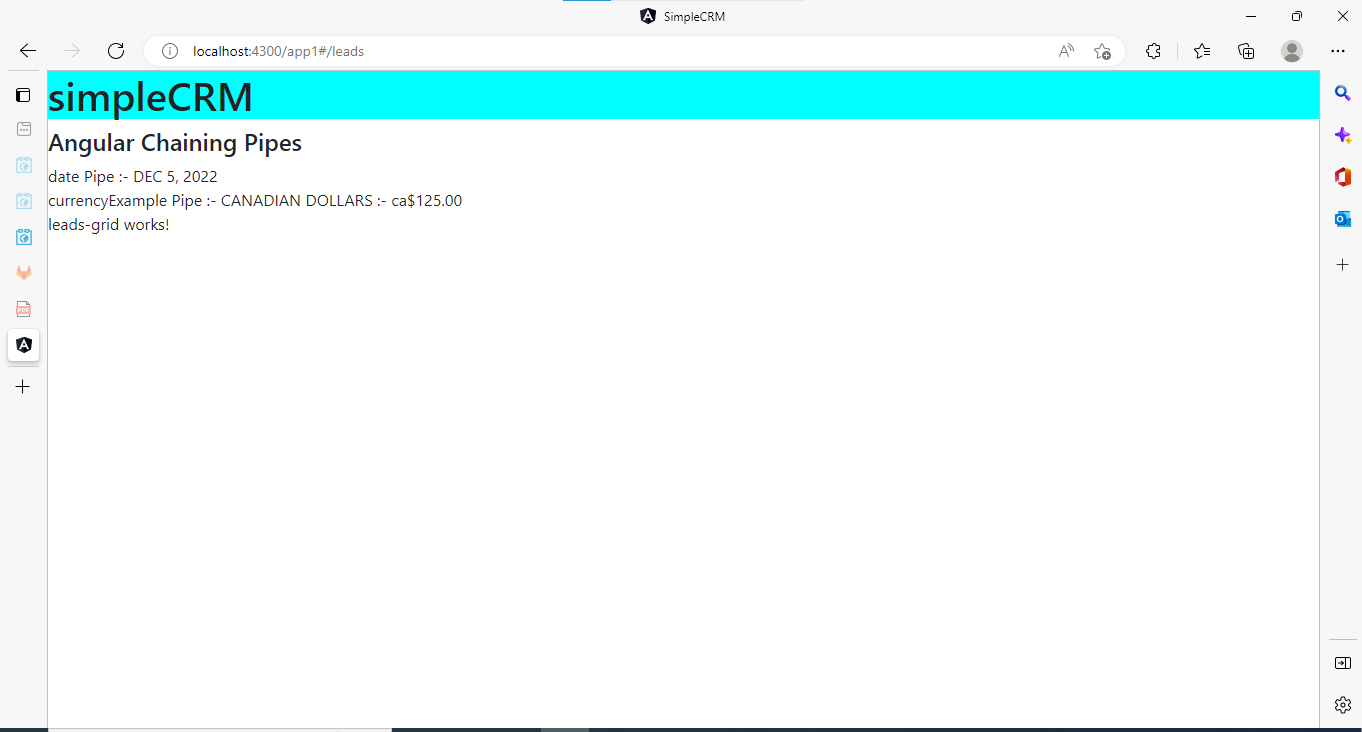 SimpleCRM
localhost:4300/app1#/leads
simpleCRM
Angular Chaining Pipes
date Pipe :- DEC 5, 2022
currencyExample Pipe :- CANADIAN DOLLARS :- ca$125.00
leads-grid works!